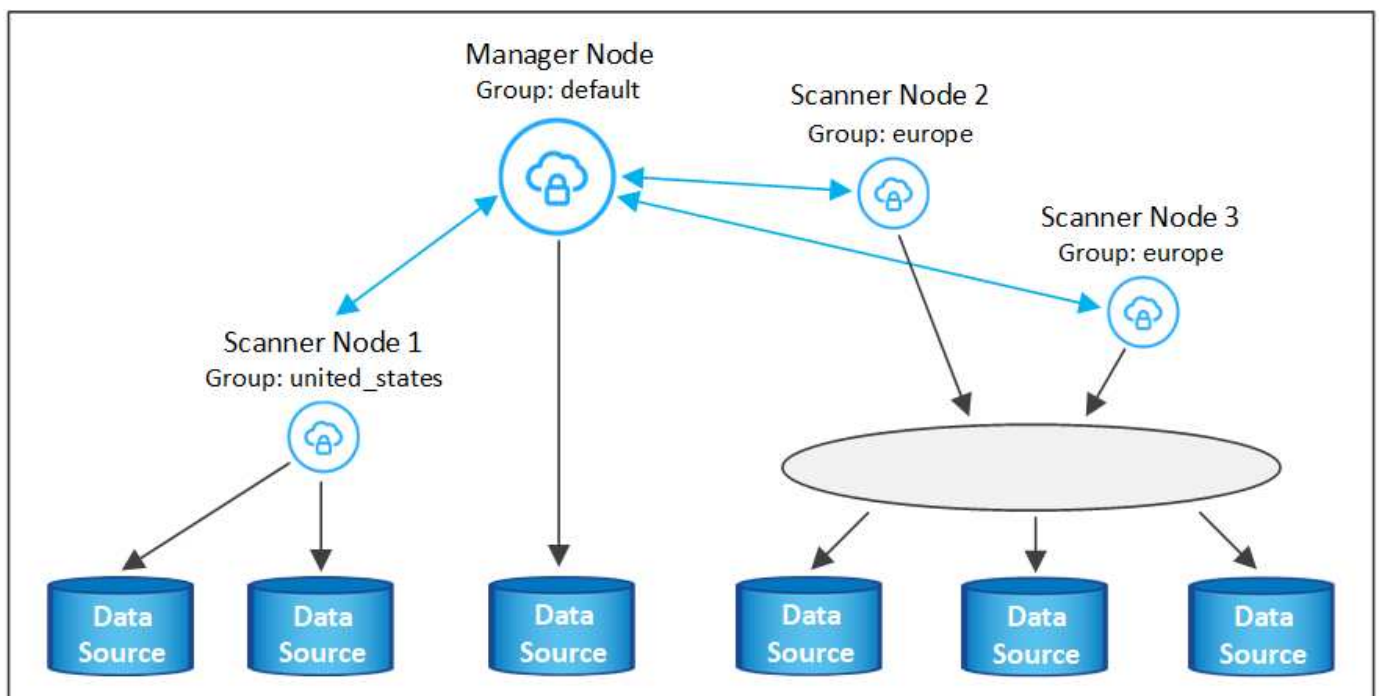 Manager Node
Group: default
Scanner Node 2
Group: europe
Scanner Node 3
Group: europe
Scanner Node 1
Group: united_states
Data
Source
Data
Source
Data
Source
Data
Source
Data
Source
Data
Source